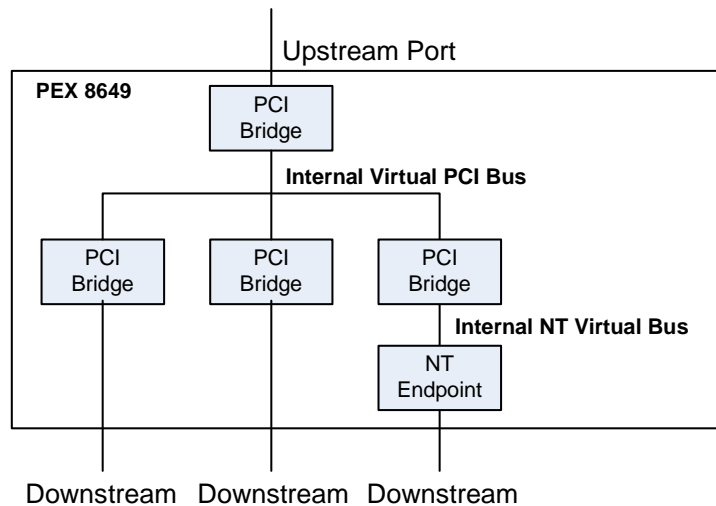 Upstream Port
PEX 8649
PCI
Bridge
Internal Virtual PCI Bus
PCI
Bridge
PCI
Bridge
PCI
Bridge
Internal NT Virtual Bus
NT
Endpoint
Downstream
Downstream
Downstream